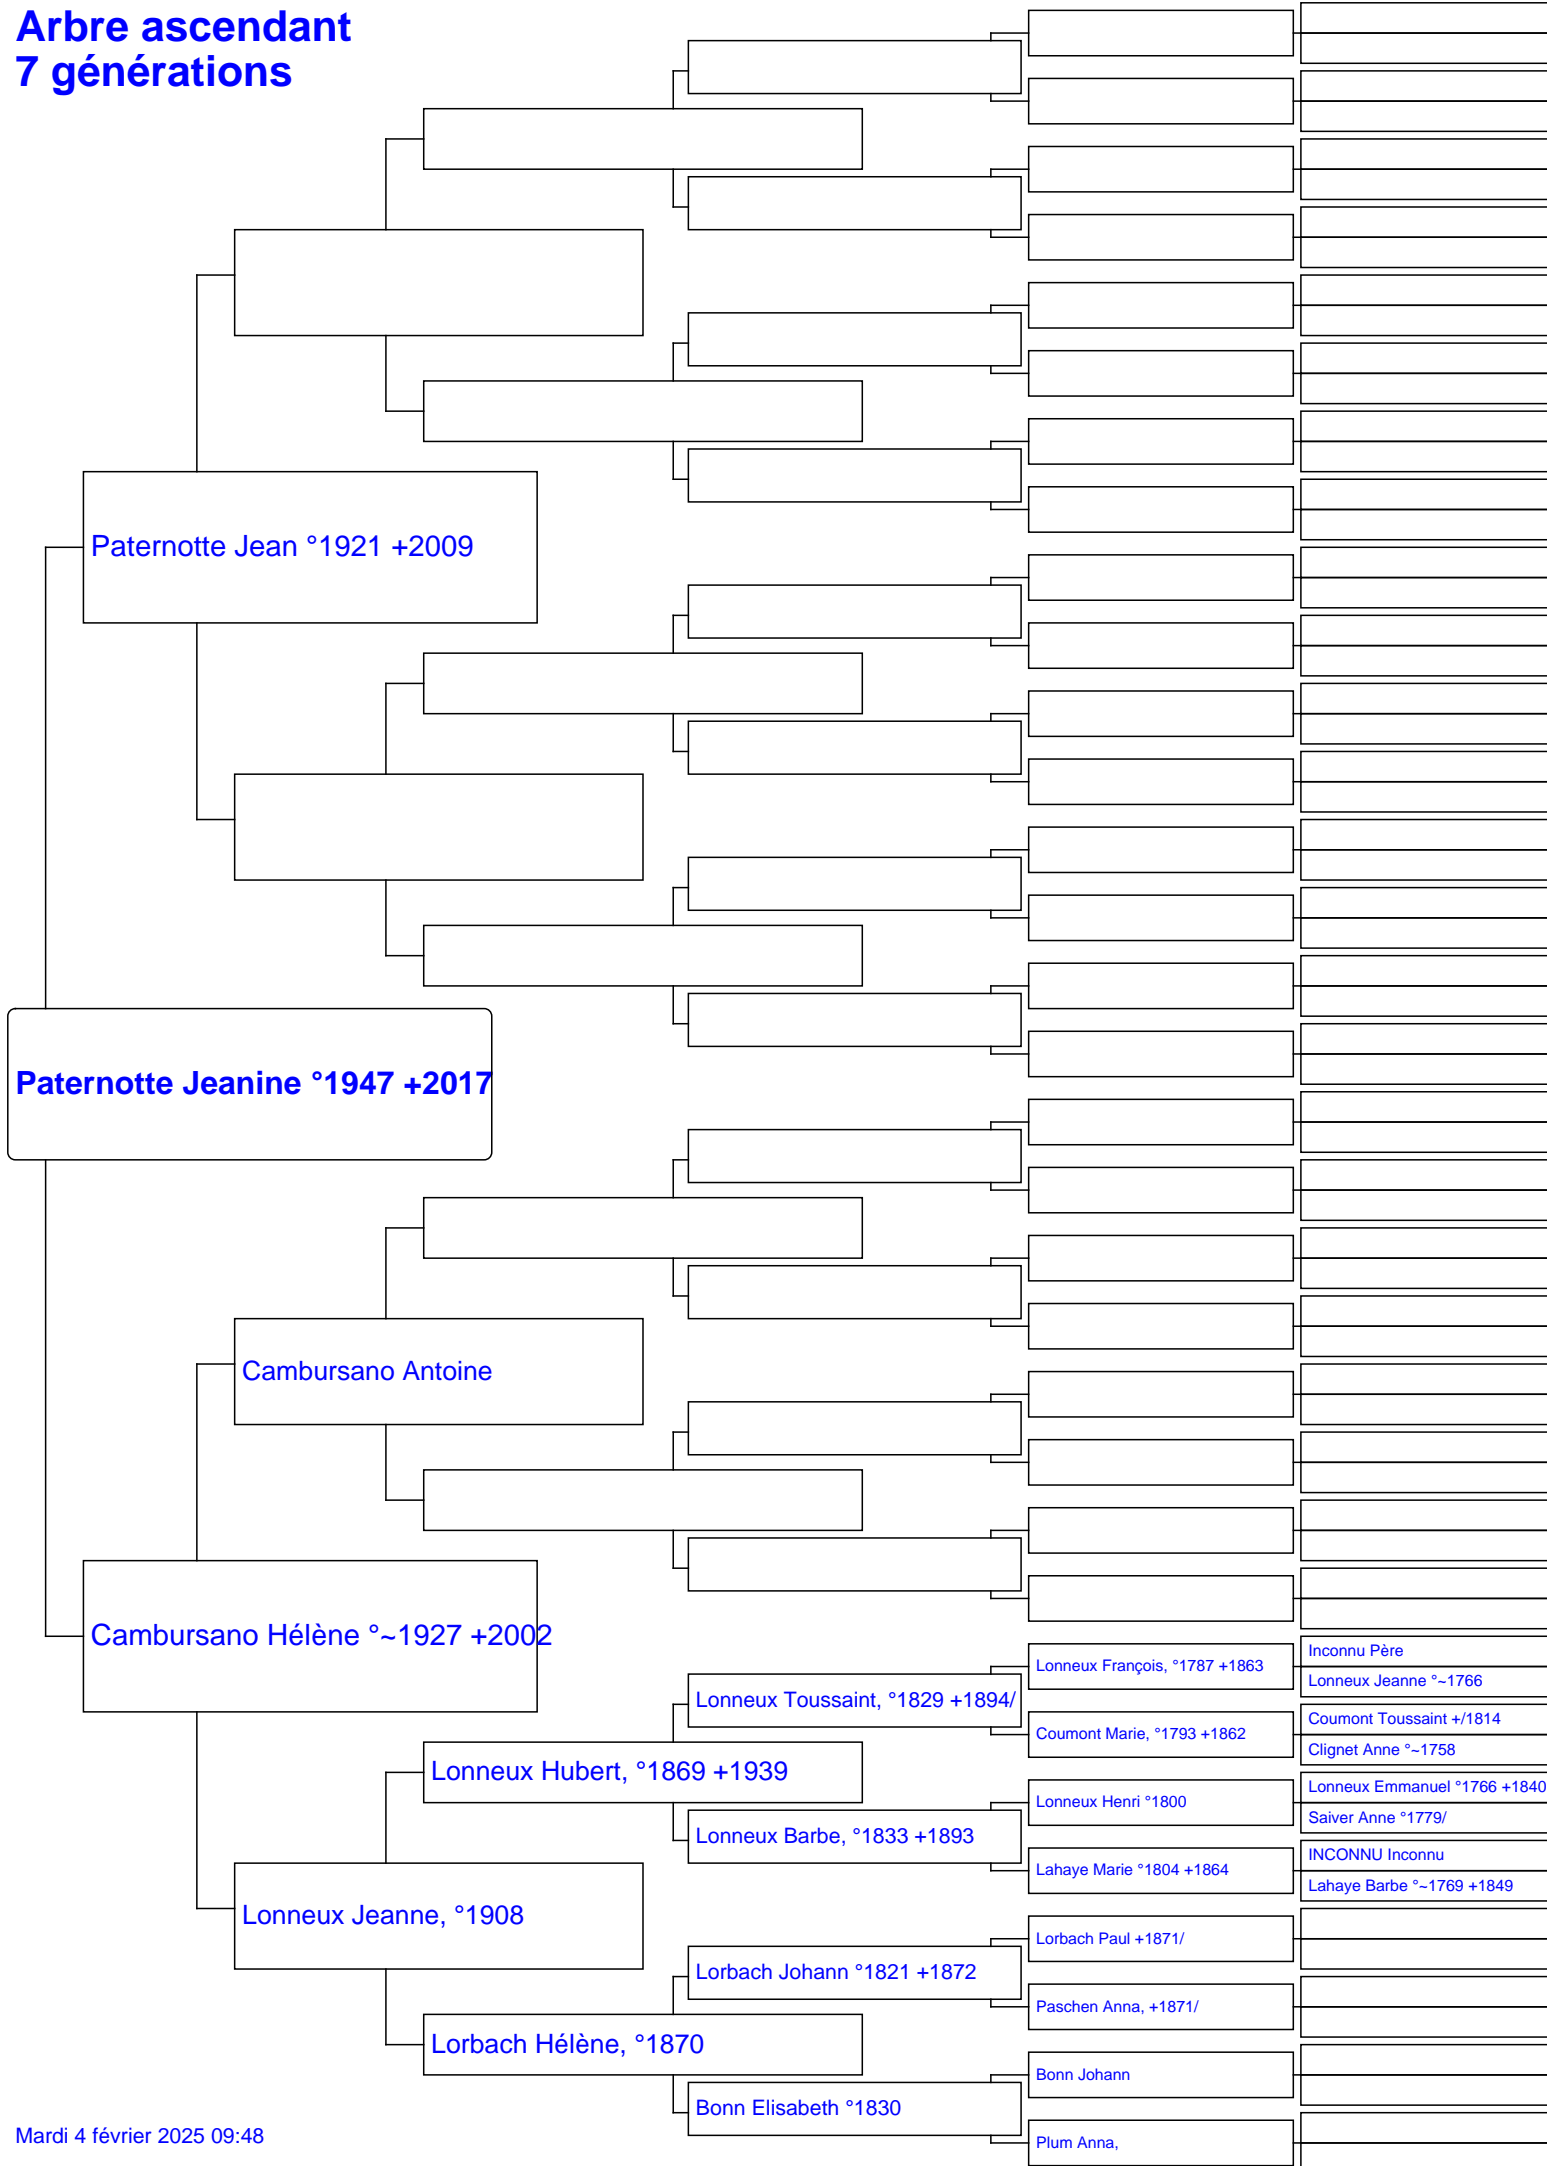 Arbre ascendant
7 générations
Paternotte Jean °1921 +2009
Paternotte Jeanine °1947 +2017
Cambursano Antoine
Cambursano Hélène °~1927 +2002
Inconnu Père
Lonneux François, °1787 +1863
Lonneux Jeanne °~1766
Lonneux Toussaint, °1829 +1894/
Coumont Toussaint +/1814
Coumont Marie, °1793 +1862
Clignet Anne °~1758
Lonneux Hubert, °1869 +1939
Lonneux Emmanuel °1766 +1840
Lonneux Henri °1800
Saiver Anne °1779/
Lonneux Barbe, °1833 +1893
INCONNU Inconnu
Lahaye Marie °1804 +1864
Lahaye Barbe °~1769 +1849
Lonneux Jeanne, °1908
Lorbach Paul +1871/
Lorbach Johann °1821 +1872
Paschen Anna, +1871/
Lorbach Hélène, °1870
Bonn Johann
Bonn Elisabeth °1830
Plum Anna,
Mardi 4 février 2025 09:48